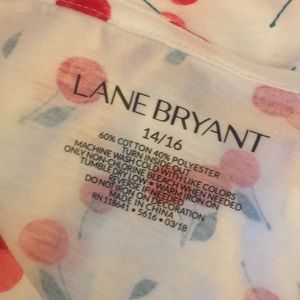 LANE BRYANT
14/16
60% COTTON 40% POLYESTER
TURN INSIDE OUT
MACHINE WASH COLD WITH LIKE COLORS
ONLY NON-CHLORINE BLEACH WHEN NEEDED
TUMBLE DRY LOW • WARM IRON ON
REVERSE IF NEEDED
DO NOT IRON ON DECORATION
MADE IN CHINA
RN 118641 • 5616 • 03/18